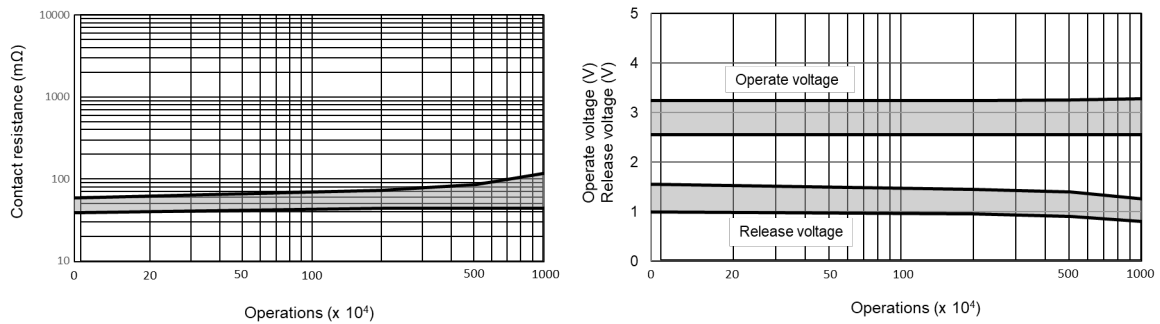 10000
1000
100
10
Contact resistance (mΩ)
0 20 50 100 500 1000
Operations (x 10⁴)
5
4
3
2
1
0
Operate voltage (V)
Release voltage (V)
Operate voltage
Release voltage
0 20 50 100 500 1000
Operations (x 10⁴)